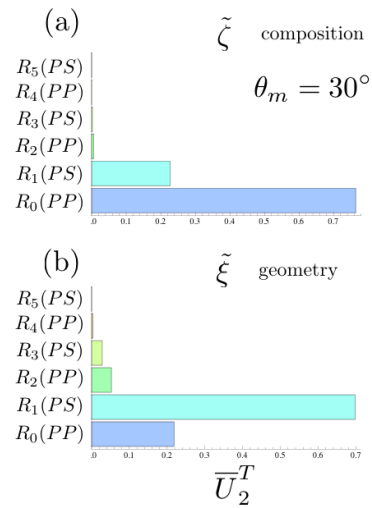 (a)
ζ̃ composition
θ_m = 30°
R_5(PS)
R_4(PP)
R_3(PS)
R_2(PP)
R_1(PS)
R_0(PP)
.0 0.1 0.2 0.3 0.4 0.5 0.6 0.7
(b)
ξ̃ geometry
R_5(PS)
R_4(PP)
R_3(PS)
R_2(PP)
R_1(PS)
R_0(PP)
.0 0.1 0.2 0.3 0.4 0.5 0.6 0.7
U̅_2^T